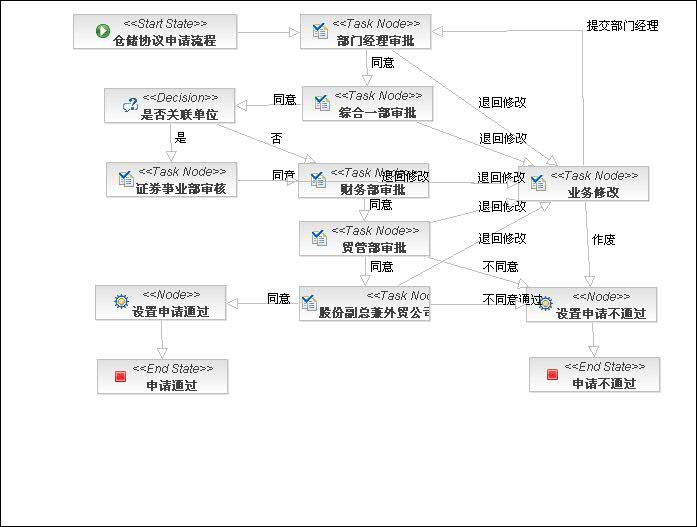 <<Start State>>
仓储协议申请流程
<<Task Node>>
部门经理审批
提交部门经理
同意
退回修改
<<Decision>>
是否关联单位
同意
<<Task Node>>
综合一部审批
退回修改
是
否
<<Task Node>>
证券事业部审核
同意
<<Task Node>>
财务部审批
退回修改
退回修改
<<Task Node>>
业务修改
同意
退回修改
<<Task Node>>
贸管部审批
退回修改
作废
同意
不同意
<<Node>>
设置申请通过
同意
<<Task Nod
股份副总兼外贸公司
不同意通过
<<Node>>
设置申请不通过
<<End State>>
申请通过
<<End State>>
申请不通过